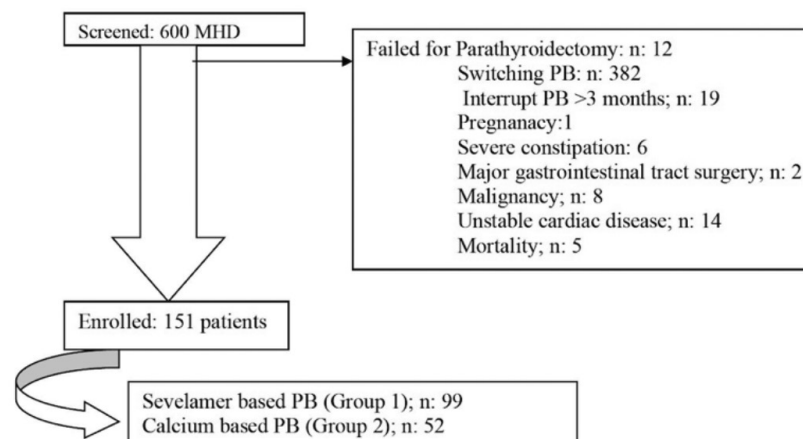 Screened: 600 MHD
Failed for Parathyroidectomy: n: 12
Switching PB: n: 382
Interrupt PB >3 months; n: 19
Pregnanacy:1
Severe constipation: 6
Major gastrointestinal tract surgery; n: 2
Malignancy; n: 8
Unstable cardiac disease; n: 14
Mortality; n: 5
Enrolled: 151 patients
Sevelamer based PB (Group 1); n: 99
Calcium based PB (Group 2); n: 52